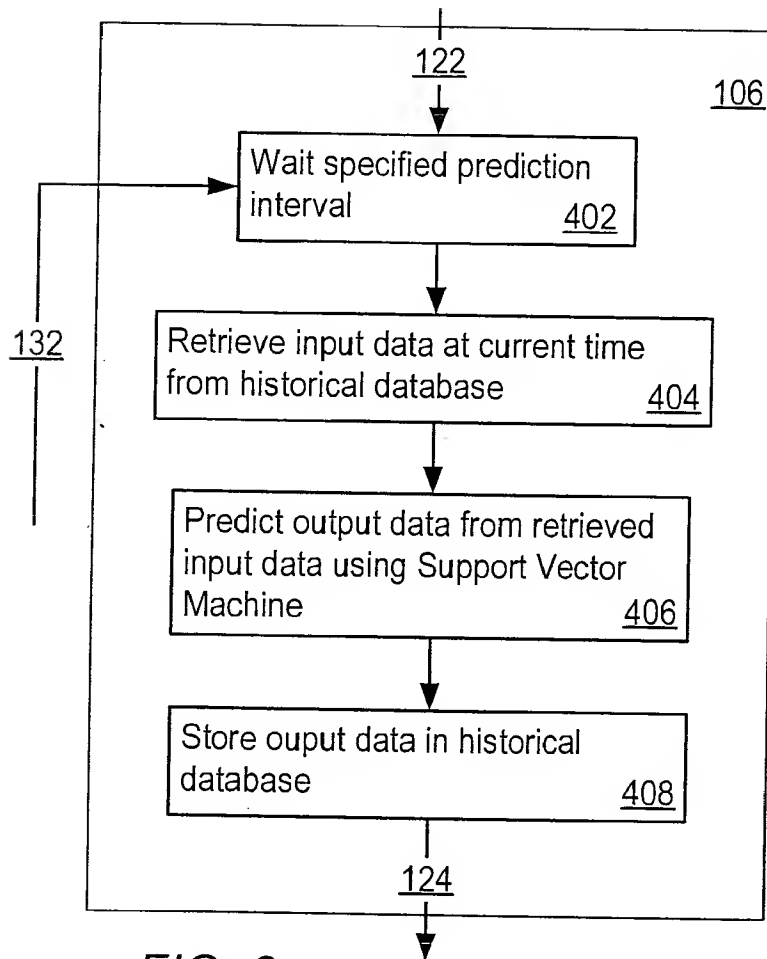 122
106
Wait specified prediction
interval
402
132
Retrieve input data at current time
from historical database
404
Predict output data from retrieved
input data using Support Vector
Machine
406
Store ouput data in historical
database
408
124